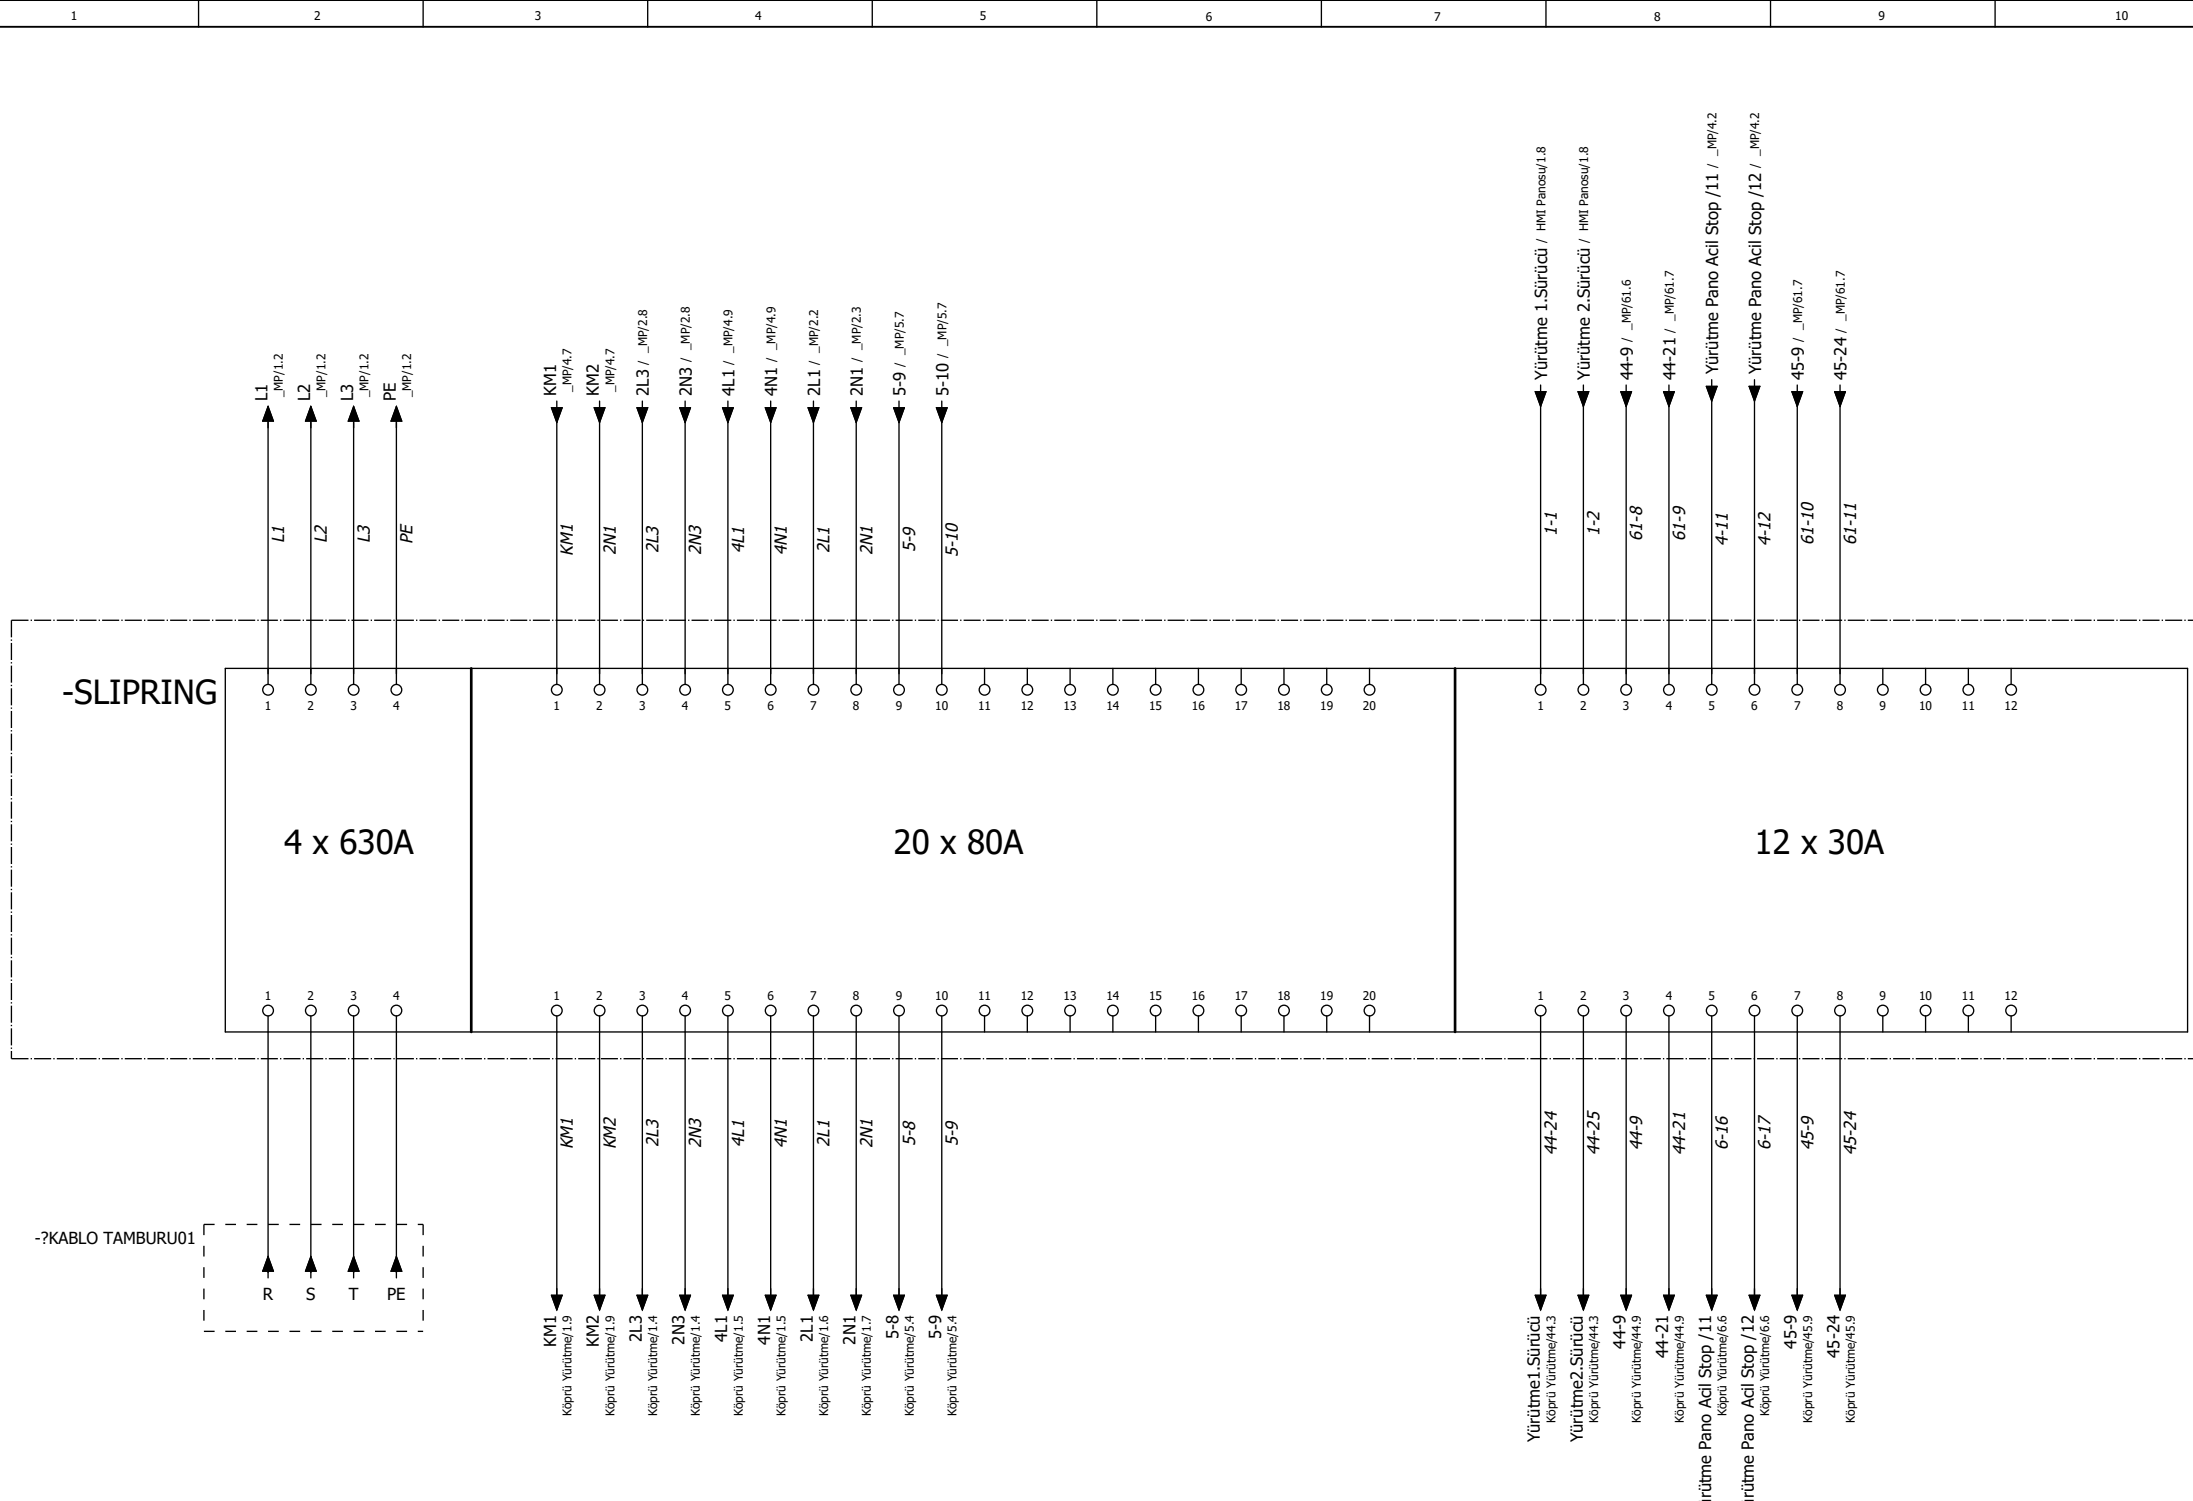 1 2 3 4 5 6 7 8 9 10
L1
_MP/1.2
L2
_MP/1.2
L3
_MP/1.2
PE
_MP/1.2
KM1
_MP/4.7
KM2
_MP/4.7
2L3 / _MP/2.8
2N3 / _MP/2.8
4L1 / _MP/4.9
4N1 / _MP/4.9
2L1 / _MP/2.2
2N1 / _MP/2.3
5-9 / _MP/5.7
5-10 / _MP/5.7
Yürütme 1.Sürücü / HMI Panosu/1.8
Yürütme 2.Sürücü / HMI Panosu/1.8
44-9 / _MP/61.6
44-21 / _MP/61.7
Yürütme Pano Acil Stop /11 / _MP/4.2
Yürütme Pano Acil Stop /12 / _MP/4.2
45-9 / _MP/61.7
45-24 / _MP/61.7
L1
L2
L3
PE
KM1
2N1
2L3
2N3
4L1
4N1
2L1
2N1
5-9
5-10
1-1
1-2
61-8
61-9
4-11
4-12
61-10
61-11
-SLIPRING
1 2 3 4
1 2 3 4 5 6 7 8 9 10 11 12 13 14 15 16 17 18 19 20
1 2 3 4 5 6 7 8 9 10 11 12
4 x 630A
20 x 80A
12 x 30A
1 2 3 4
1 2 3 4 5 6 7 8 9 10 11 12 13 14 15 16 17 18 19 20
1 2 3 4 5 6 7 8 9 10 11 12
KM1
KM2
2L3
2N3
4L1
4N1
2L1
2N1
5-8
5-9
44-24
44-25
44-9
44-21
6-16
6-17
45-9
45-24
-?KABLO TAMBURU01
R S T PE
KM1
Köprü Yürütme/1.9
KM2
Köprü Yürütme/1.9
2L3
Köprü Yürütme/1.4
2N3
Köprü Yürütme/1.4
4L1
Köprü Yürütme/1.5
4N1
Köprü Yürütme/1.5
2L1
Köprü Yürütme/1.6
2N1
Köprü Yürütme/1.7
5-8
Köprü Yürütme/5.4
5-9
Köprü Yürütme/5.4
Yürütme1.Sürücü
Köprü Yürütme/44.3
Yürütme2.Sürücü
Köprü Yürütme/44.3
44-9
Köprü Yürütme/44.9
44-21
Köprü Yürütme/44.9
rütme Pano Acil Stop /11
Köprü Yürütme/6.6
rütme Pano Acil Stop /12
Köprü Yürütme/6.6
45-9
Köprü Yürütme/45.9
45-24
Köprü Yürütme/45.9